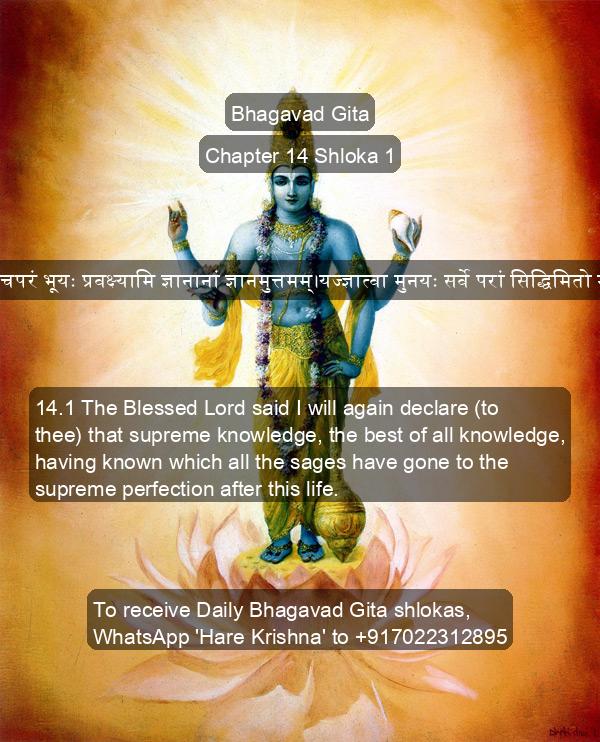 Bhagavad Gita
Chapter 14 Shloka 1
भूयः प्रवक्ष्यामि ज्ञानानां ज्ञानमुत्तमम्।यज्ज्ञात्वा मुनयः सर्वे परां सिद्धिमितो
14.1 The Blessed Lord said I will again declare (to
thee) that supreme knowledge, the best of all knowledge,
having known which all the sages have gone to the
supreme perfection after this life.
To receive Daily Bhagavad Gita shlokas,
WhatsApp 'Hare Krishna' to +917022312895